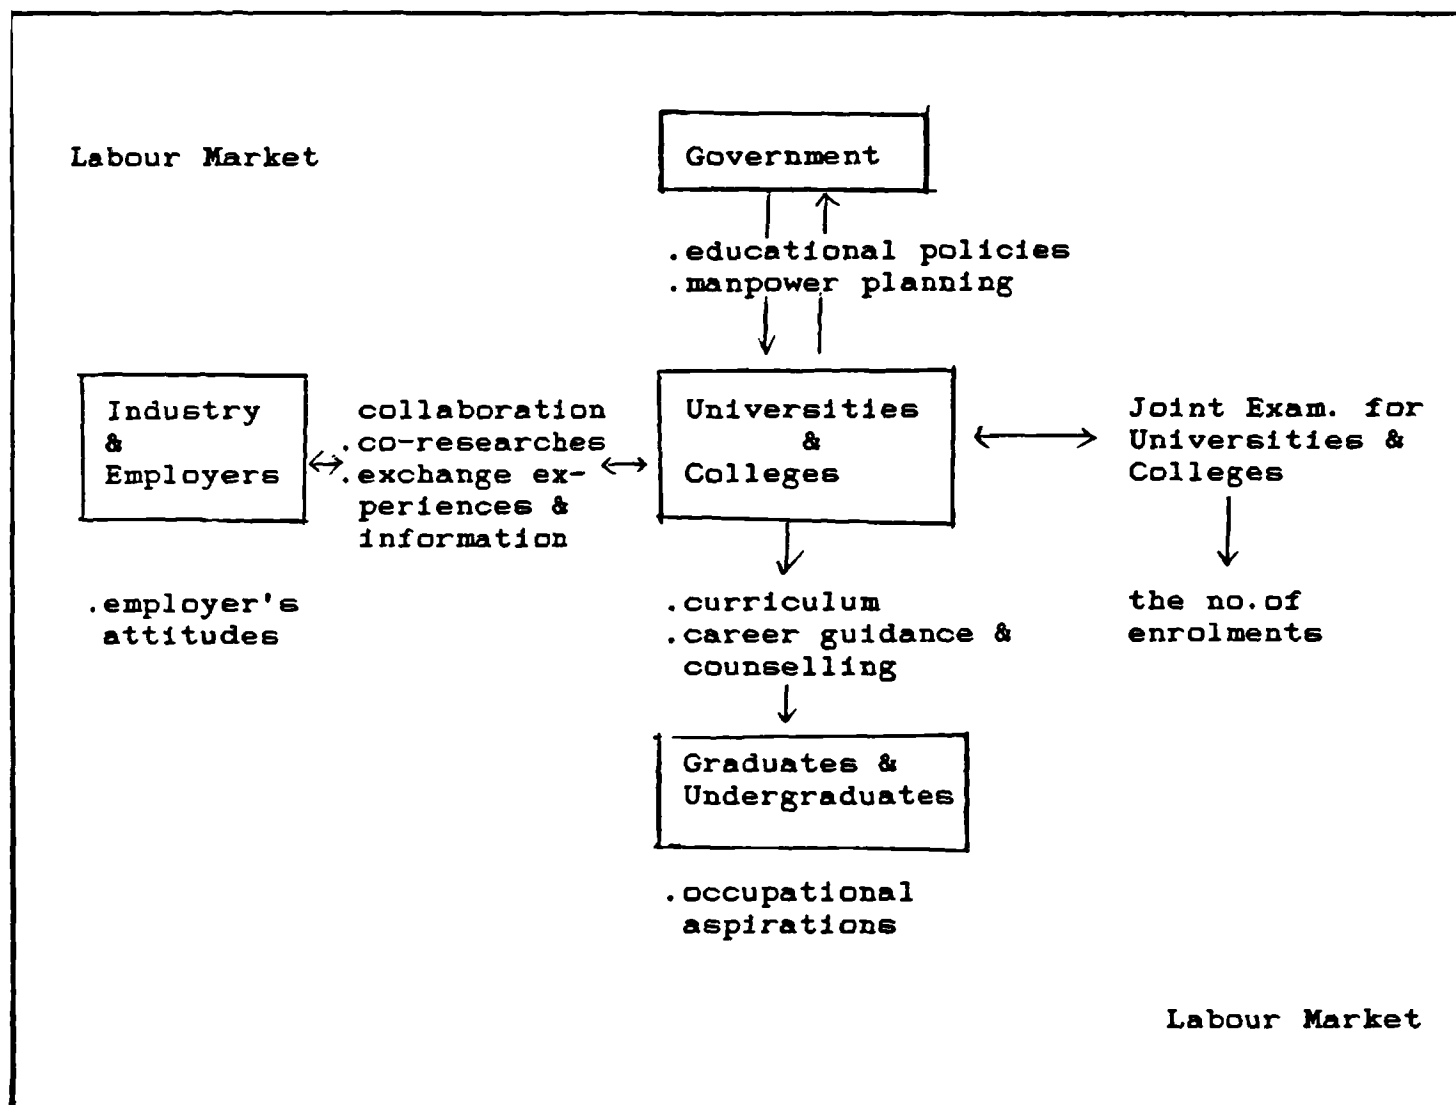 Labour Market
Government
.educational policies
.manpower planning
Industry
&
Employers
collaboration
.co-researches
.exchange ex-
periences &
information
Universities
&
Colleges
Joint Exam. for
Universities &
Colleges
.employer's
attitudes
.curriculum
.career guidance &
counselling
the no.of
enrolments
Graduates &
Undergraduates
.occupational
aspirations
Labour Market